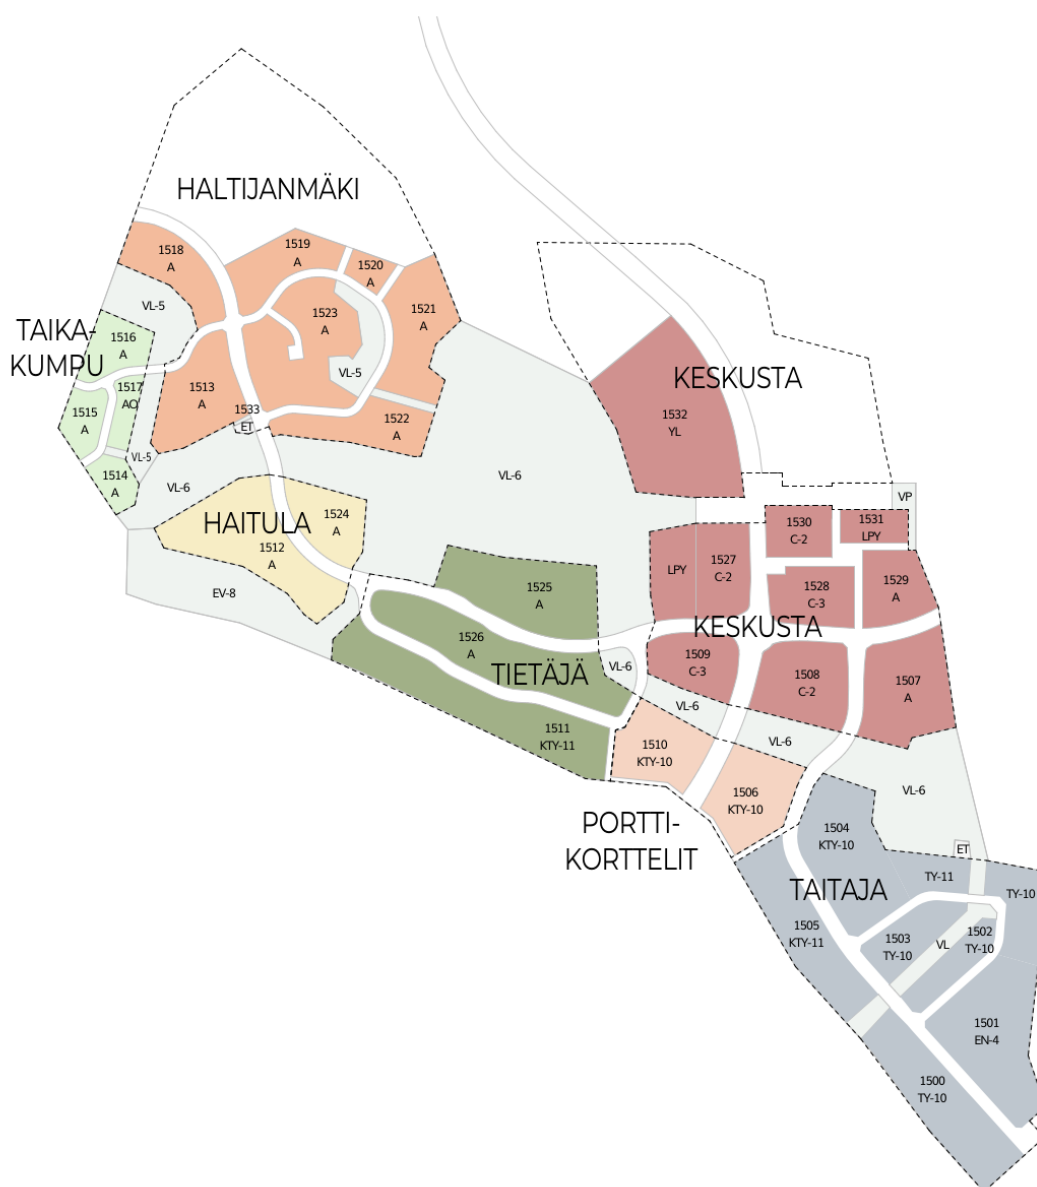 HALTIJANMÄKI
1518
A
1519
A
1520
A
1521
A
VL-5
1523
A
TAIKA-
KUMPU
1516
A
1517
AO
1513
A
VL-5
1515
A
1533
ET
1522
A
VL-5
1514
A
VL-6
KESKUSTA
1532
YL
VL-6
VP
HAITULA
1524
A
1512
A
EV-8
1530
C-2
1531
LPY
LPY
1527
C-2
1528
C-3
1529
A
1525
A
1526
A
TIETÄJÄ
KESKUSTA
1509
C-3
VL-6
1508
C-2
1507
A
VL-6
1511
KTY-11
1510
KTY-10
VL-6
VL-6
1506
KTY-10
PORTTI-
KORTTELIT
1504
KTY-10
ET
TAITAJA
TY-11
TY-10
1505
KTY-11
1503
TY-10
VL
1502
TY-10
1501
EN-4
1500
TY-10